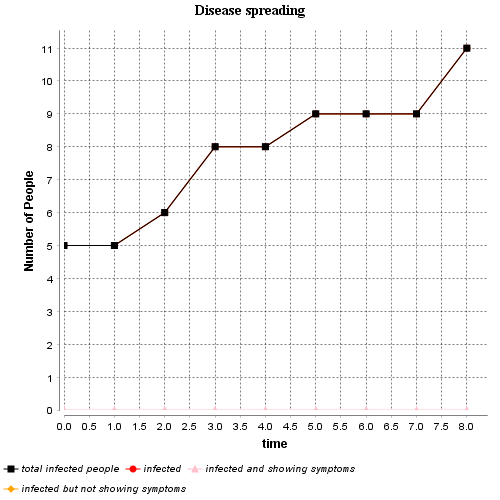 Disease spreading
Number of People
11
10
9
8
7
6
5
4
3
2
1
0
0.0 0.5 1.0 1.5 2.0 2.5 3.0 3.5 4.0 4.5 5.0 5.5 6.0 6.5 7.0 7.5 8.0
time
total infected people infected infected and showing symptoms
infected but not showing symptoms